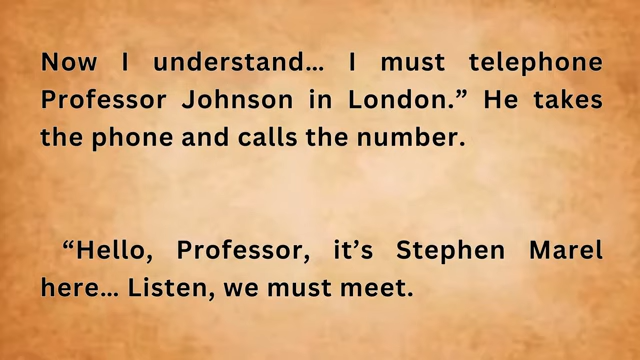 Now I understand… I must telephone
Professor Johnson in London.” He takes
the phone and calls the number.
“Hello, Professor, it’s Stephen Marel
here… Listen, we must meet.